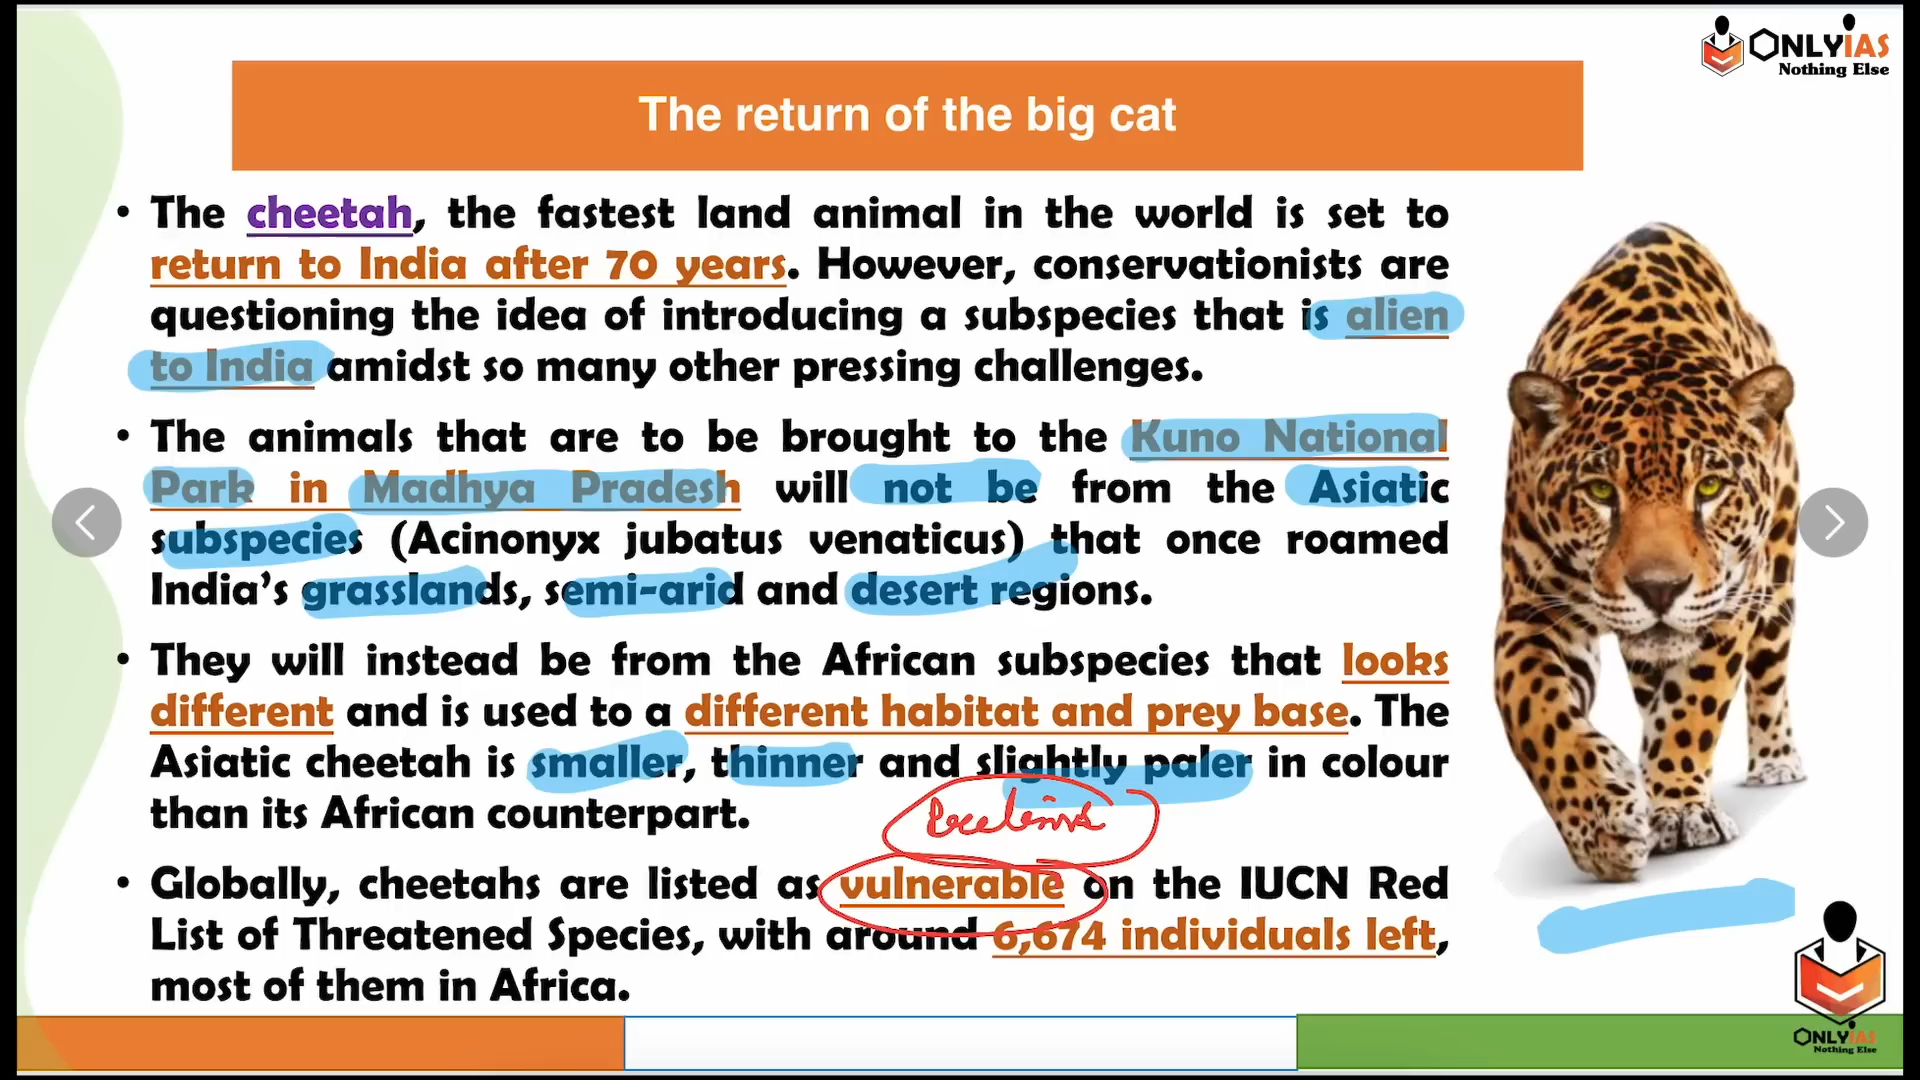 ONLYIAS
Nothing Else
The return of the big cat
• The cheetah, the fastest land animal in the world is set to
return to India after 70 years. However, conservationists are
questioning the idea of introducing a subspecies that is alien
to India amidst so many other pressing challenges.
• The animals that are to be brought to the Kuno National
Park in Madhya Pradesh will not be from the Asiatic
subspecies (Acinonyx jubatus venaticus) that once roamed
India's grasslands, semi-arid and desert regions.
• They will instead be from the African subspecies that looks
different and is used to a different habitat and prey base. The
Asiatic cheetah is smaller, thinner and slightly paler in colour
than its African counterpart.
• Globally, cheetahs are listed as vulnerable on the IUCN Red
List of Threatened Species, with around 6,674 individuals left,
most of them in Africa.
ONLYIAS
Nothing Else